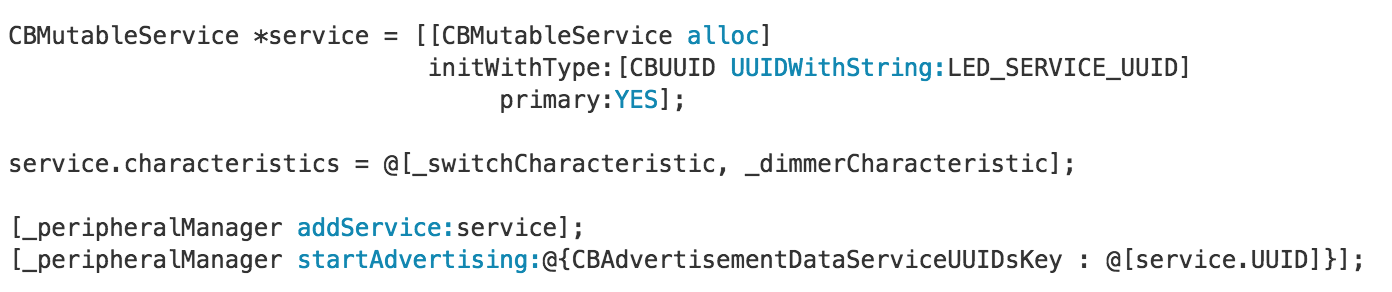 CBMutableService *service = [[CBMutableService alloc]
initWithType:[CBUUID UUIDWithString:LED_SERVICE_UUID]
primary:YES];
service.characteristics = @[_switchCharacteristic, _dimmerCharacteristic];
[_peripheralManager addService:service];
[_peripheralManager startAdvertising:@{CBAdvertisementDataServiceUUIDsKey : @[service.UUID]}];